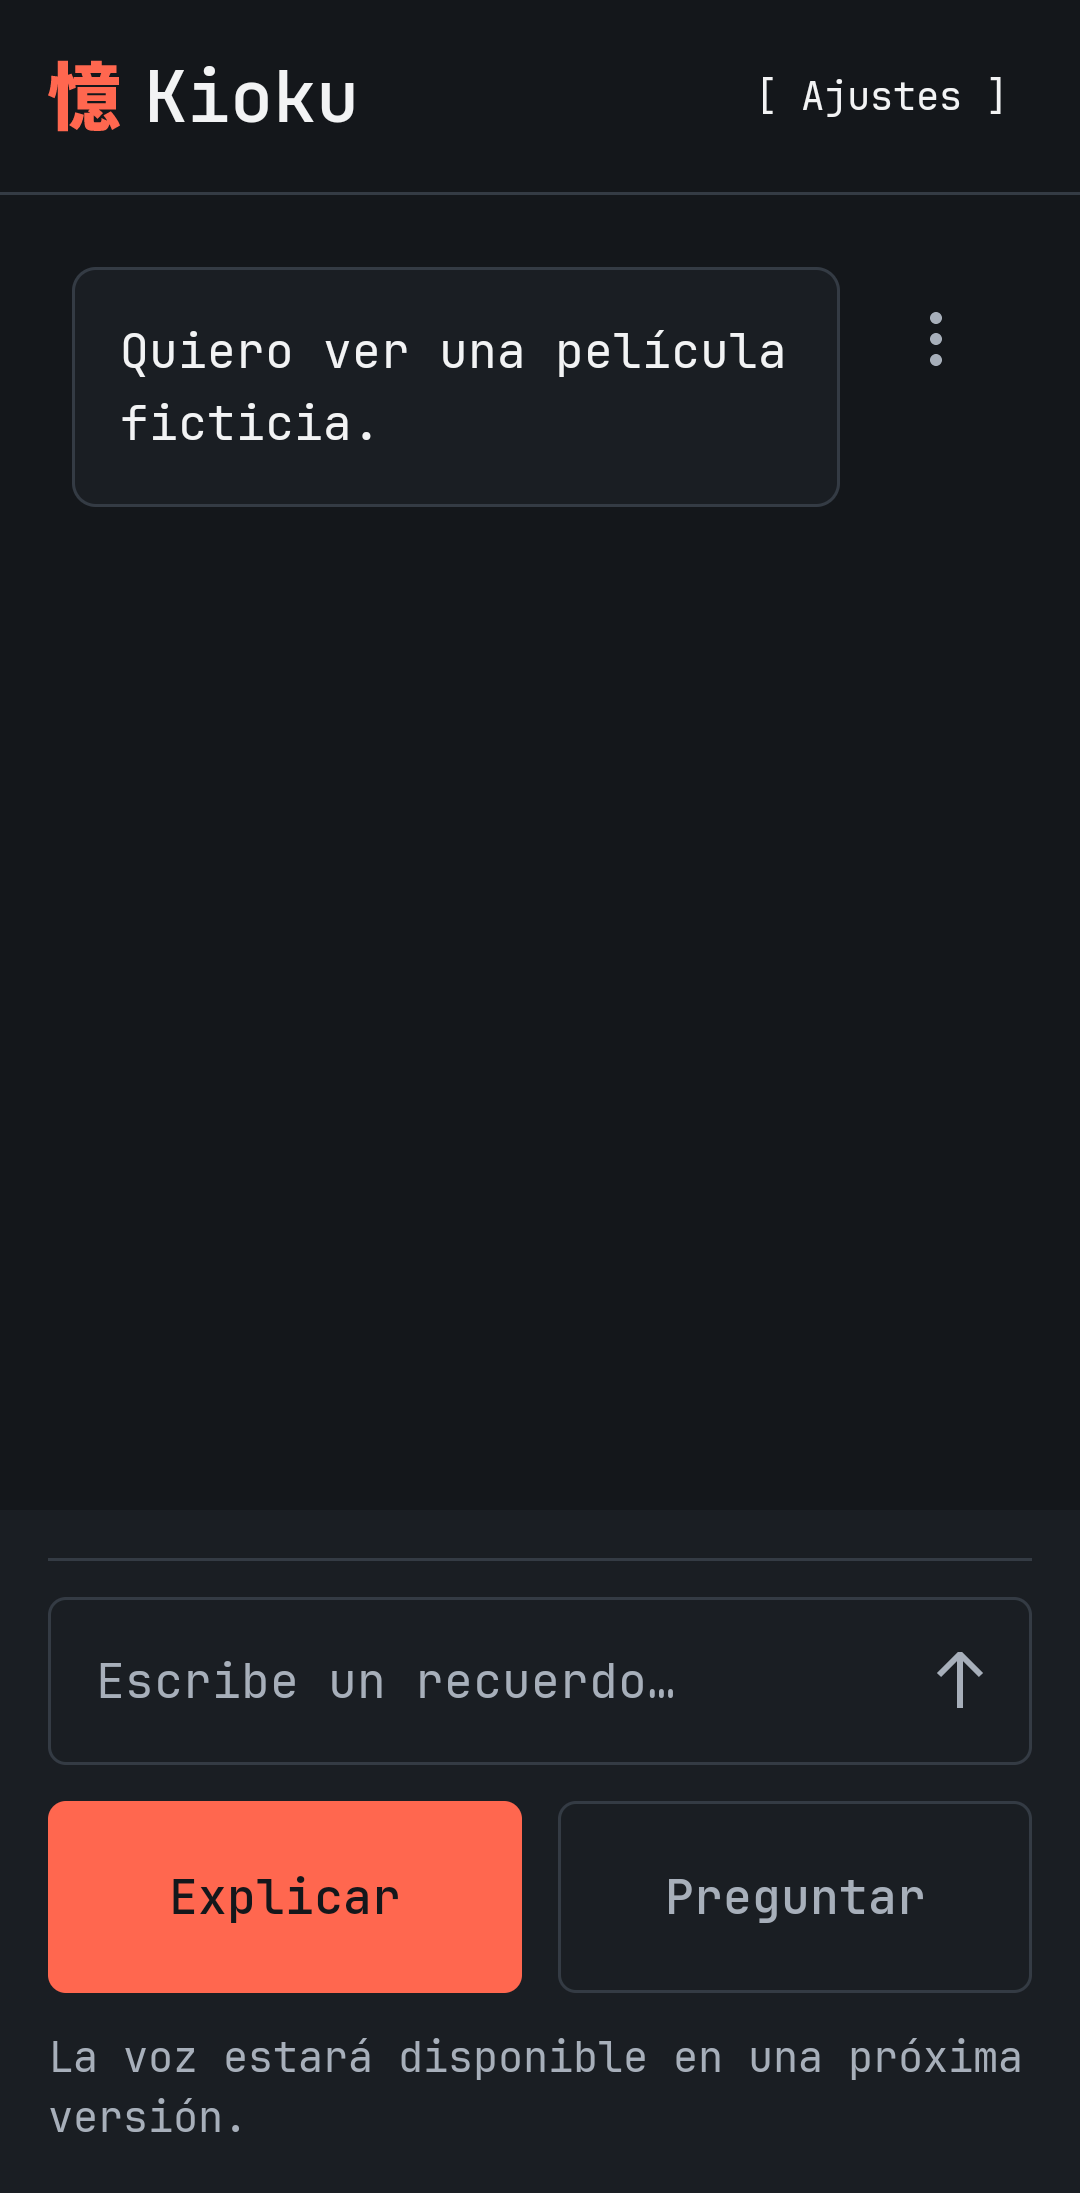 憶 Kioku
[ Ajustes ]
Quiero ver una película
ficticia.
Escribe un recuerdo…
Explicar
Preguntar
La voz estará disponible en una próxima
versión.